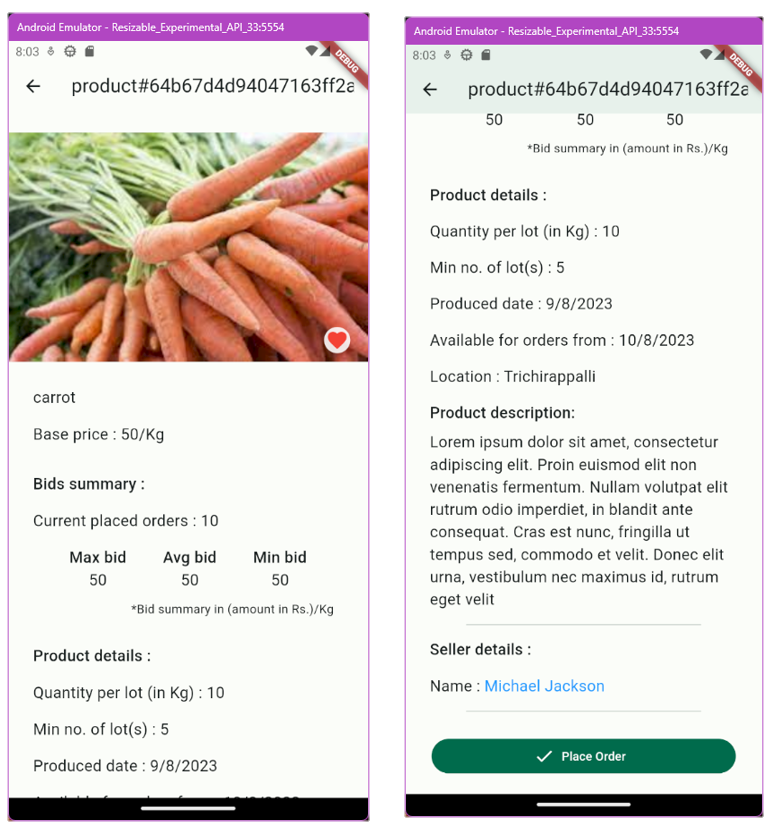 Android Emulator - Resizable_Experimental_API_33:5554
8:03
DEBUG
product#64b67d4d94047163ff2a
carrot
Base price : 50/Kg
Bids summary :
Current placed orders : 10
Max bid Avg bid Min bid
50 50 50
*Bid summary in (amount in Rs.)/Kg
Product details :
Quantity per lot (in Kg) : 10
Min no. of lot(s) : 5
Produced date : 9/8/2023
Android Emulator - Resizable_Experimental_API_33:5554
8:03
DEBUG
product#64b67d4d94047163ff2a
50 50 50
*Bid summary in (amount in Rs.)/Kg
Product details :
Quantity per lot (in Kg) : 10
Min no. of lot(s) : 5
Produced date : 9/8/2023
Available for orders from : 10/8/2023
Location : Trichirappalli
Product description:
Lorem ipsum dolor sit amet, consectetur
adipiscing elit. Proin euismod elit non
venenatis fermentum. Nullam volutpat elit
rutrum odio imperdiet, in blandit ante
consequat. Cras est nunc, fringilla ut
tempus sed, commodo et velit. Donec elit
urna, vestibulum nec maximus id, rutrum
eget velit
Seller details :
Name : Michael Jackson
Place Order